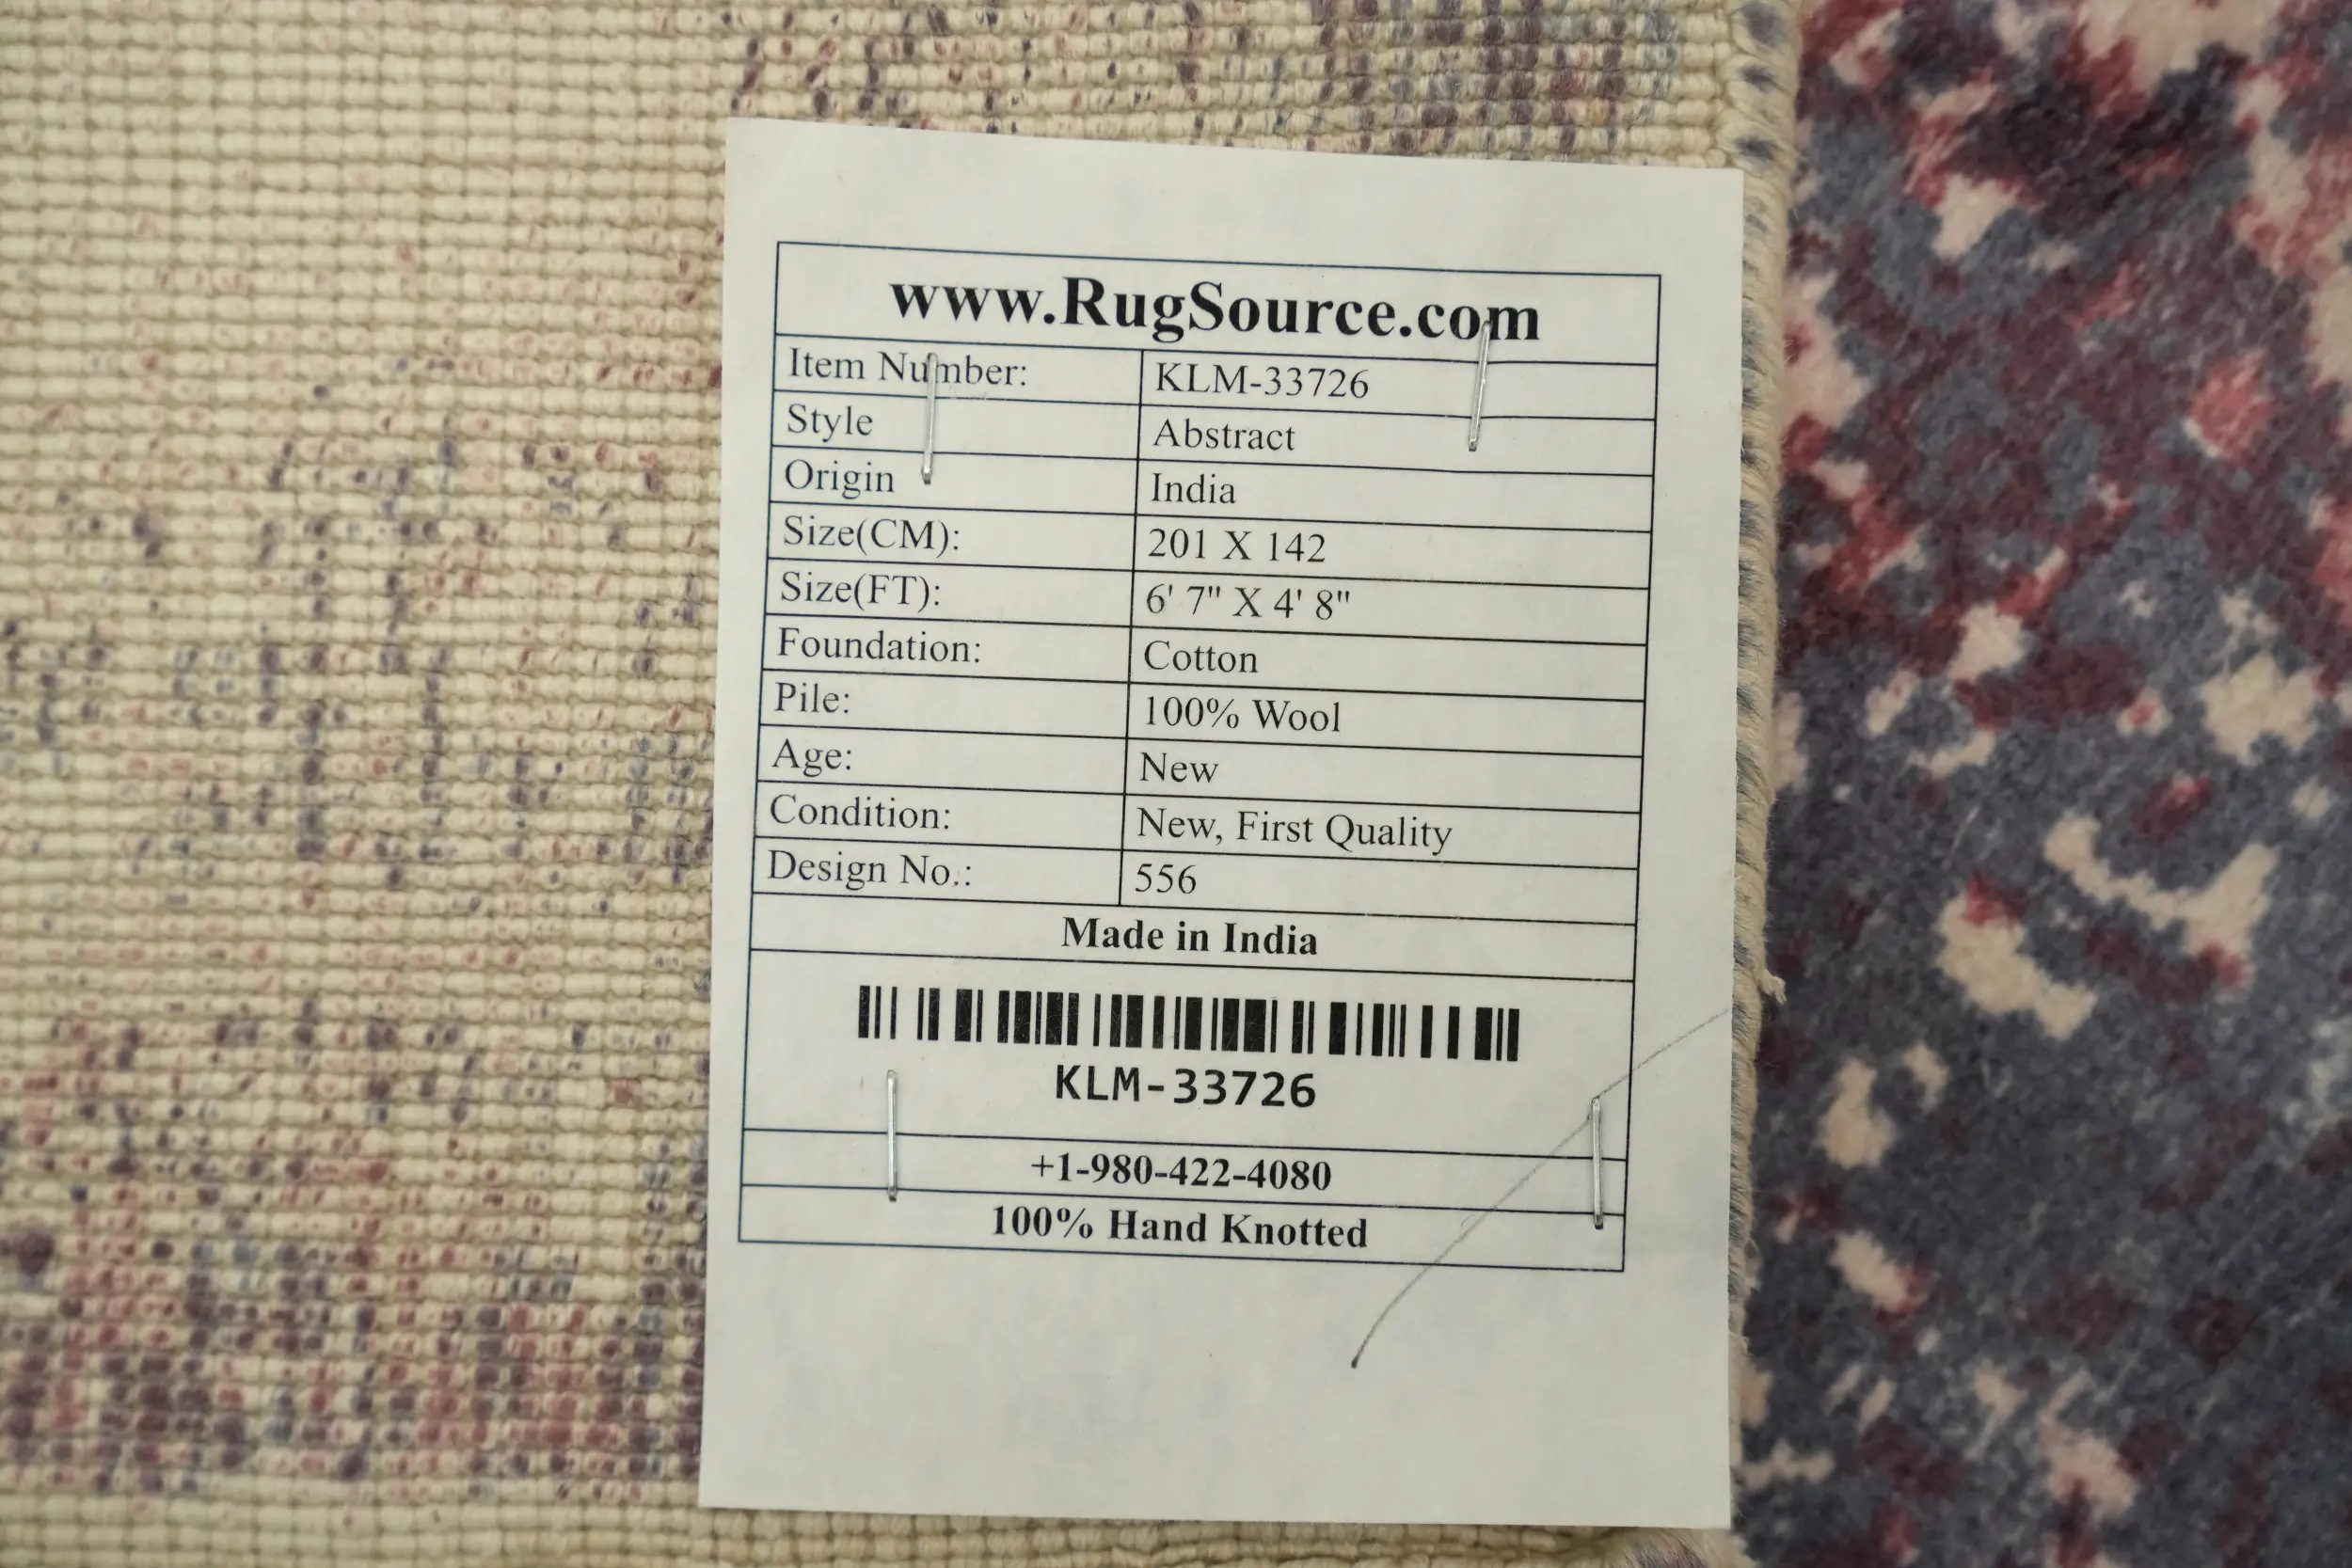 www.RugSource.com
Item Number: KLM-33726
Style Abstract
Origin India
Size(CM): 201 X 142
Size(FT): 6' 7" X 4' 8"
Foundation: Cotton
Pile: 100% Wool
Age: New
Condition: New, First Quality
Design No.: 556
Made in India
KLM-33726
+1-980-422-4080
100% Hand Knotted